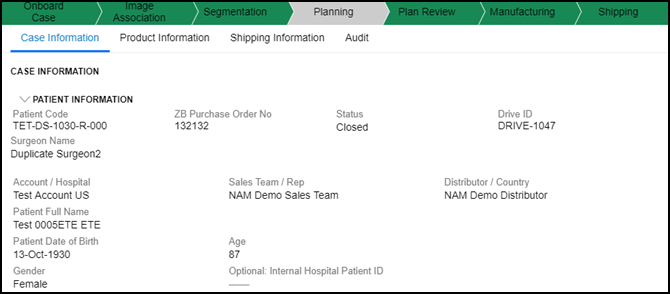 Onboard Case
Image Association
Segmentation
Planning
Plan Review
Manufacturing
Shipping
Case Information Product Information Shipping Information Audit
CASE INFORMATION
PATIENT INFORMATION
Patient Code ZB Purchase Order No Status Drive ID
TET-DS-1030-R-000 132132 Closed DRIVE-1047
Surgeon Name
Duplicate Surgeon2
Account / Hospital Sales Team / Rep Distributor / Country
Test Account US NAM Demo Sales Team NAM Demo Distributor
Patient Full Name
Test 0005ETE ETE
Patient Date of Birth Age
13-Oct-1930 87
Gender Optional: Internal Hospital Patient ID
Female